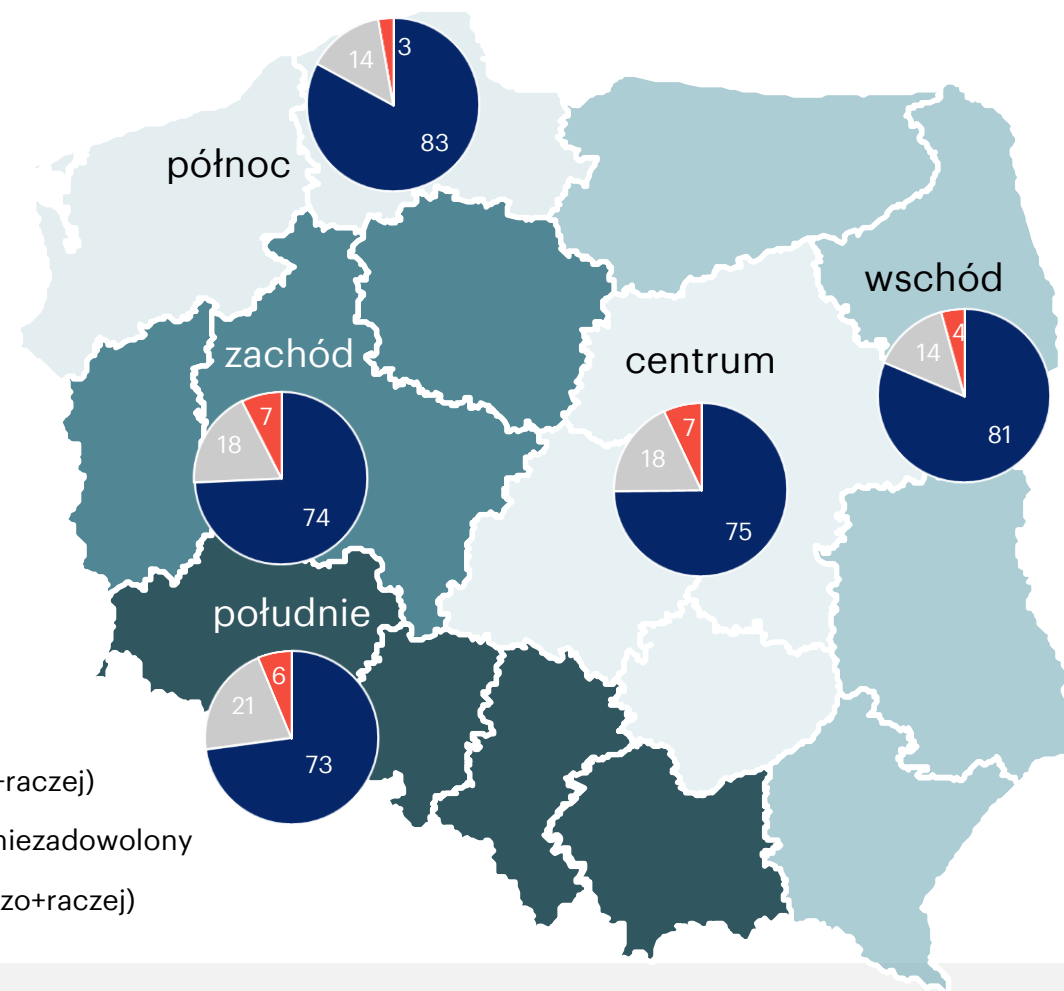 14
3
83
północ
wschód
14
4
81
zachód
18
7
74
centrum
18
7
75
południe
21
6
73
raczej)
niezadowolony
zo+raczej)